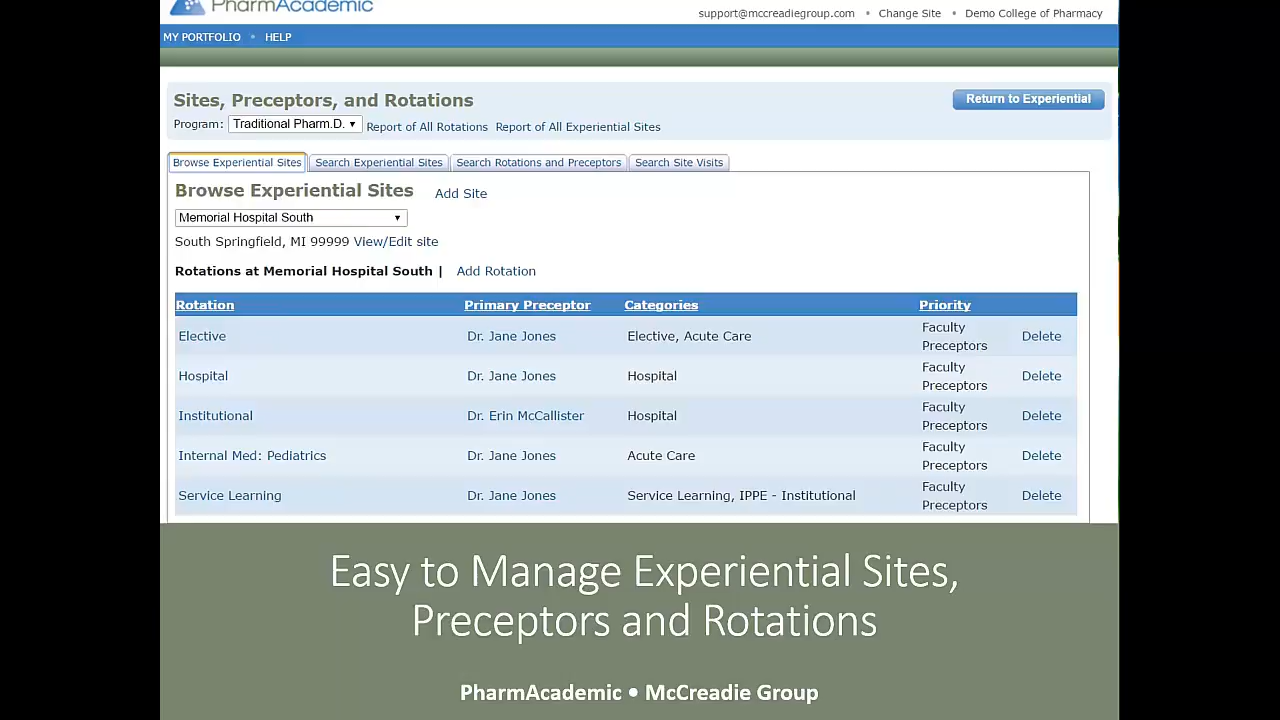 PharmAcademic
support@mccreadiegroup.com • Change Site • Demo College of Pharmacy
MY PORTFOLIO • HELP
Sites, Preceptors, and Rotations
Return to Experiential
Program: Traditional Pharm.D. Report of All Rotations Report of All Experiential Sites
Browse Experiential Sites Search Experiential Sites Search Rotations and Preceptors Search Site Visits
Browse Experiential Sites Add Site
Memorial Hospital South
South Springfield, MI 99999 View/Edit site
Rotations at Memorial Hospital South | Add Rotation
Rotation Primary Preceptor Categories Priority
Elective Dr. Jane Jones Elective, Acute Care Faculty Preceptors Delete
Hospital Dr. Jane Jones Hospital Faculty Preceptors Delete
Institutional Dr. Erin McCallister Hospital Faculty Preceptors Delete
Internal Med: Pediatrics Dr. Jane Jones Acute Care Faculty Preceptors Delete
Service Learning Dr. Jane Jones Service Learning, IPPE - Institutional Faculty Preceptors Delete
Easy to Manage Experiential Sites,
Preceptors and Rotations
PharmAcademic • McCreadie Group